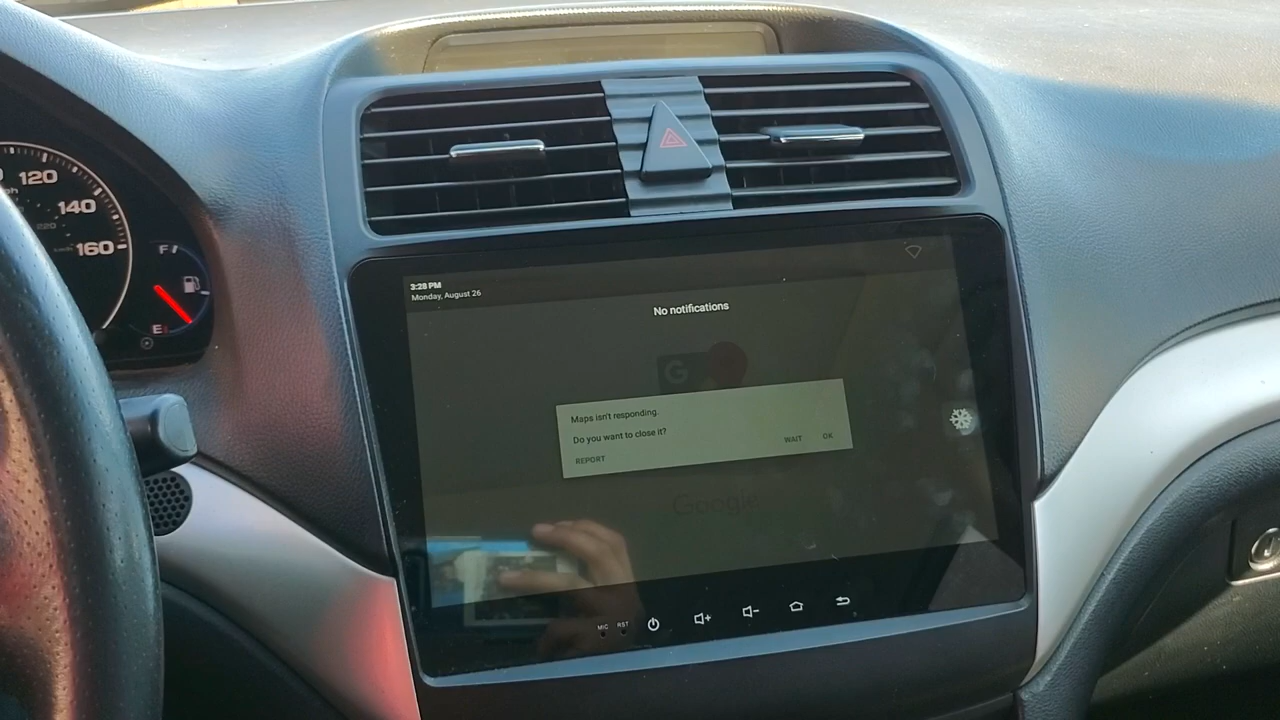 120
140
220
160
F
E
3:28 PM
Monday, August 26
No notifications
G
Maps isn't responding.
Do you want to close it?
WAIT OK
REPORT
Google
MIC RST